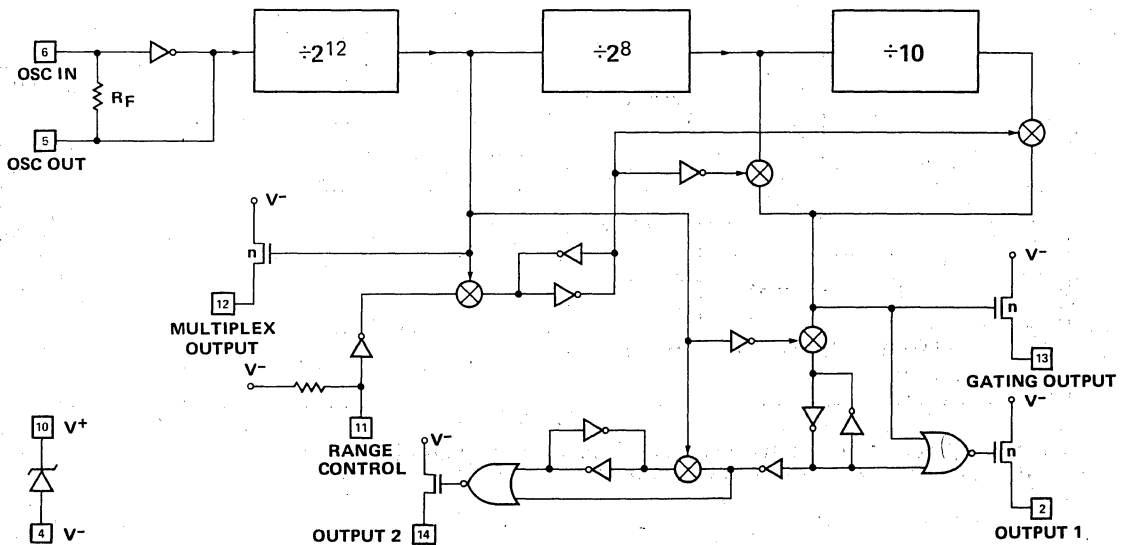 6
OSC IN
RF
5
OSC OUT
÷2¹²
÷2⁸
÷10
V⁻
n
12
MULTIPLEX
OUTPUT
V⁻
11
RANGE
CONTROL
V⁻
n
13
GATING OUTPUT
V⁻
n
2
OUTPUT 1
10 V⁺
4 V⁻
V⁻
OUTPUT 2 14